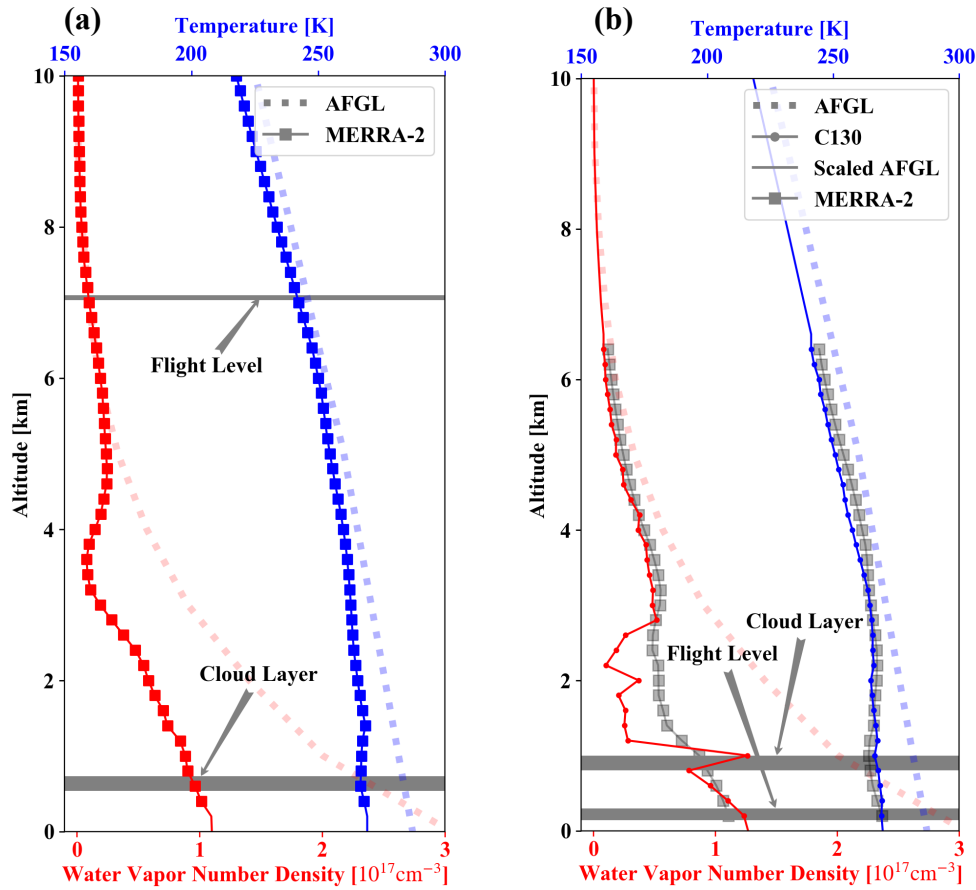 (a)
Temperature [K]
150 200 250 300
10
8
6
4
2
0
Altitude [km]
AFGL
MERRA-2
Flight Level
Cloud Layer
0 1 2 3
Water Vapor Number Density [10¹⁷cm⁻³]
(b)
Temperature [K]
150 200 250 300
10
8
6
4
2
0
Altitude [km]
AFGL
C130
Scaled AFGL
MERRA-2
Cloud Layer
Flight Level
0 1 2 3
Water Vapor Number Density [10¹⁷cm⁻³]